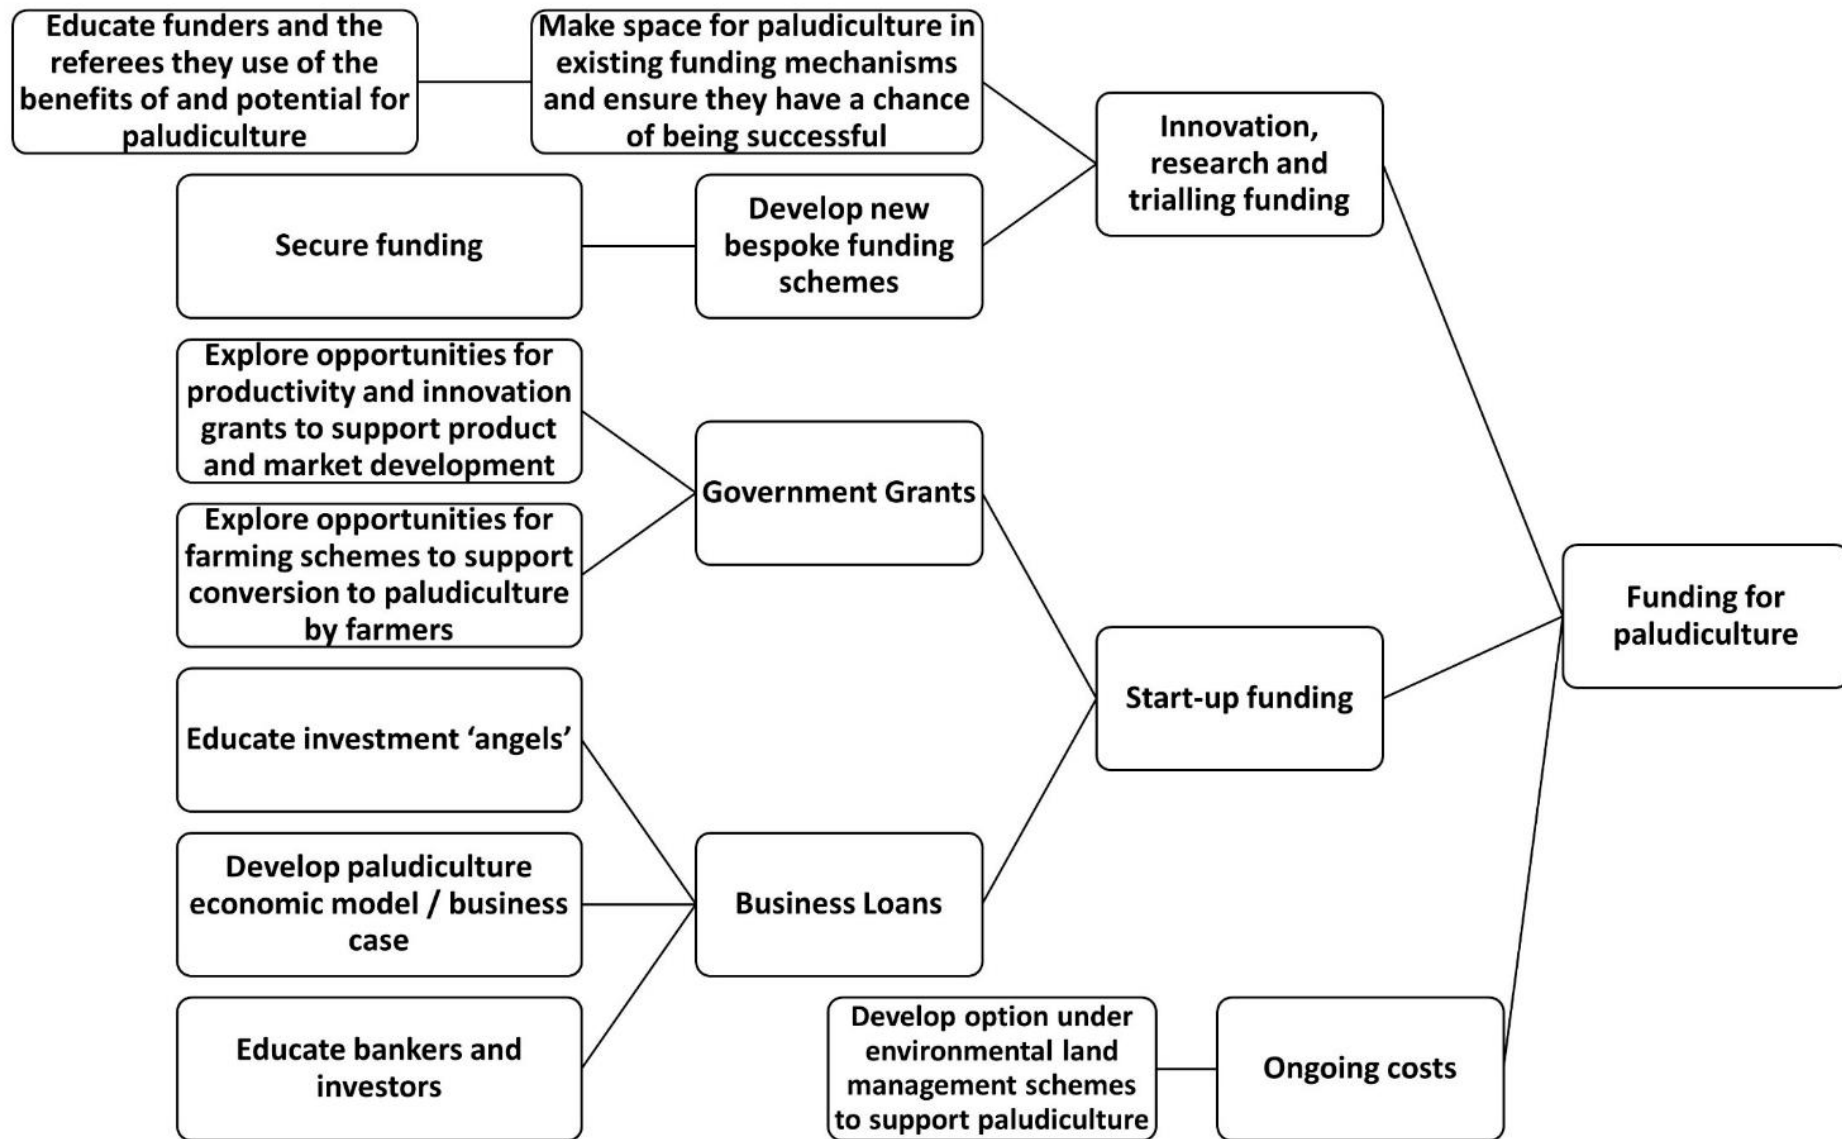 Educate funders and the
referees they use of the
benefits of and potential for
paludiculture
Make space for paludiculture in
existing funding mechanisms
and ensure they have a chance
of being successful
Innovation,
research and
trialling funding
Secure funding
Develop new
bespoke funding
schemes
Explore opportunities for
productivity and innovation
grants to support product
and market development
Government Grants
Explore opportunities for
farming schemes to support
conversion to paludiculture
by farmers
Funding for
paludiculture
Start-up funding
Educate investment ‘angels’
Develop paludiculture
economic model / business
case
Business Loans
Educate bankers and
investors
Develop option under
environmental land
management schemes
to support paludiculture
Ongoing costs